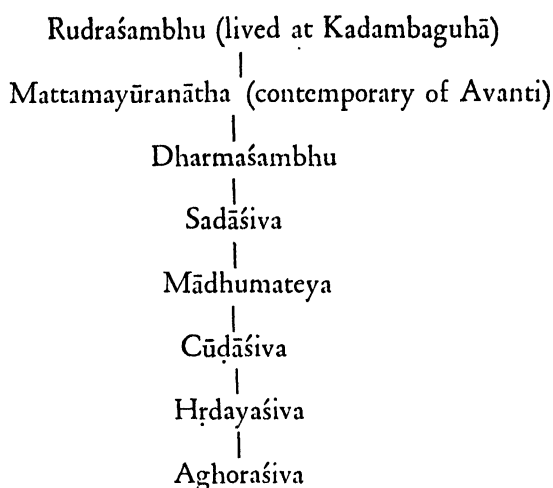 Rudraśambhu (lived at Kadambaguhā)
Mattamayūranātha (contemporary of Avanti)
Dharmaśambhu
Sadāśiva
Mādhumateya
Cūḍāśiva
Hṛdayaśiva
Aghoraśiva